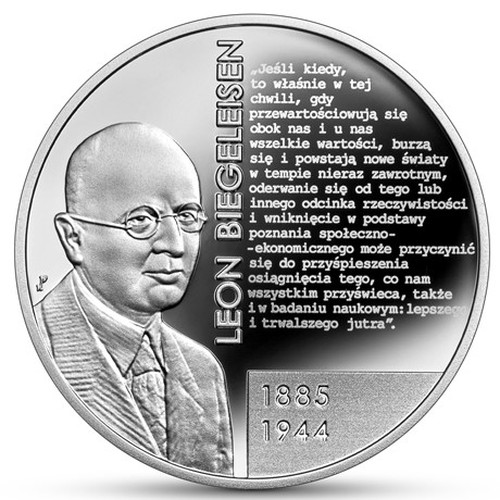 LEON BIEGELEISEN
„Jeśli kiedy,
to właśnie w tej
chwili, gdy
przewartościowują się
obok nas i u nas
wszelkie wartości, burzą
się i powstają nowe światy
w tempie nieraz zawrotnym,
oderwanie się od tego lub
innego odcinka rzeczywistości
i wniknięcie w podstawy
poznania społeczno-
-ekonomicznego może przyczynić
się do przyśpieszenia
osiągnięcia tego, co nam
wszystkim przyświeca, także
i w badaniu naukowym: lepszego
i trwalszego jutra”.
1885
1944